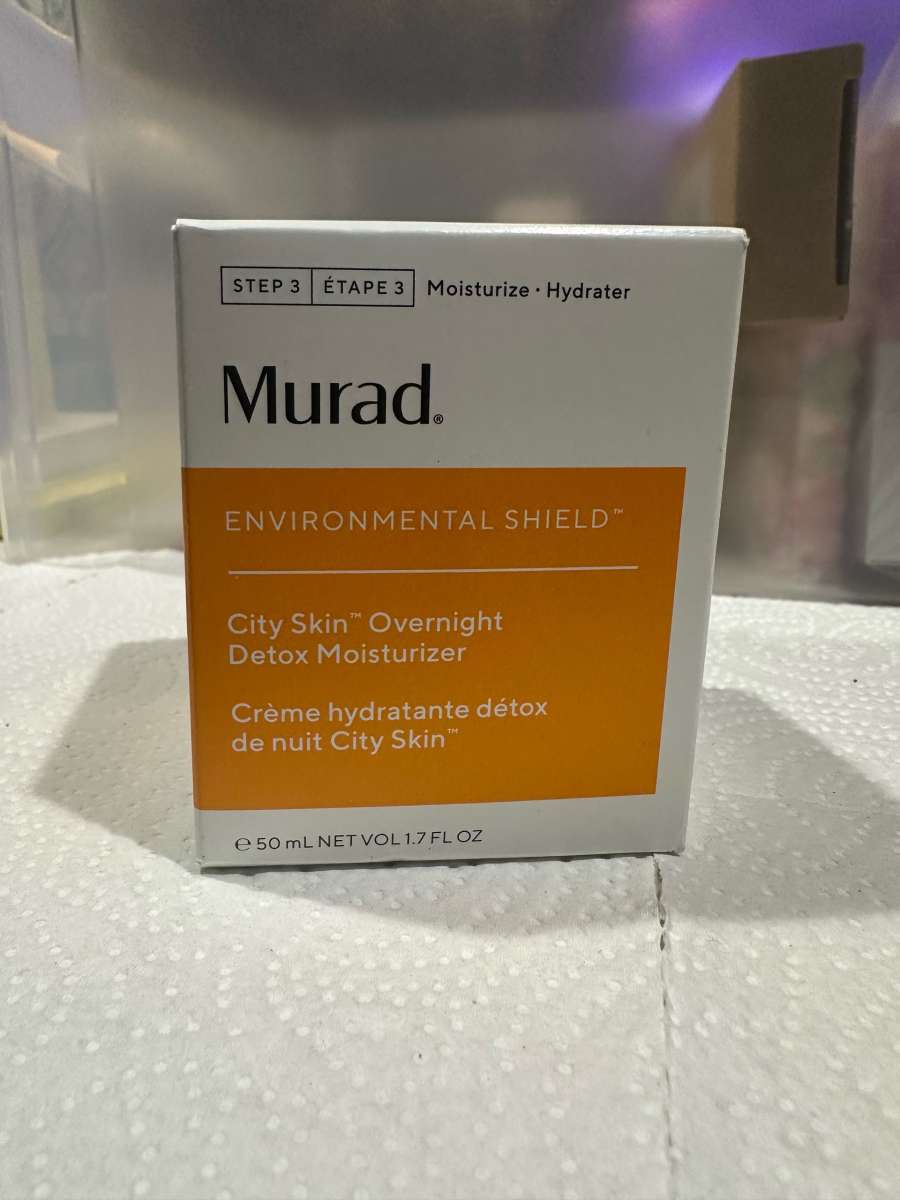 STEP 3 ÉTAPE 3 Moisturize · Hydrater
Murad®
ENVIRONMENTAL SHIELD™
City Skin™ Overnight
Detox Moisturizer
Crème hydratante détox
de nuit City Skin™
℮ 50 mL NET VOL 1.7 FL OZ